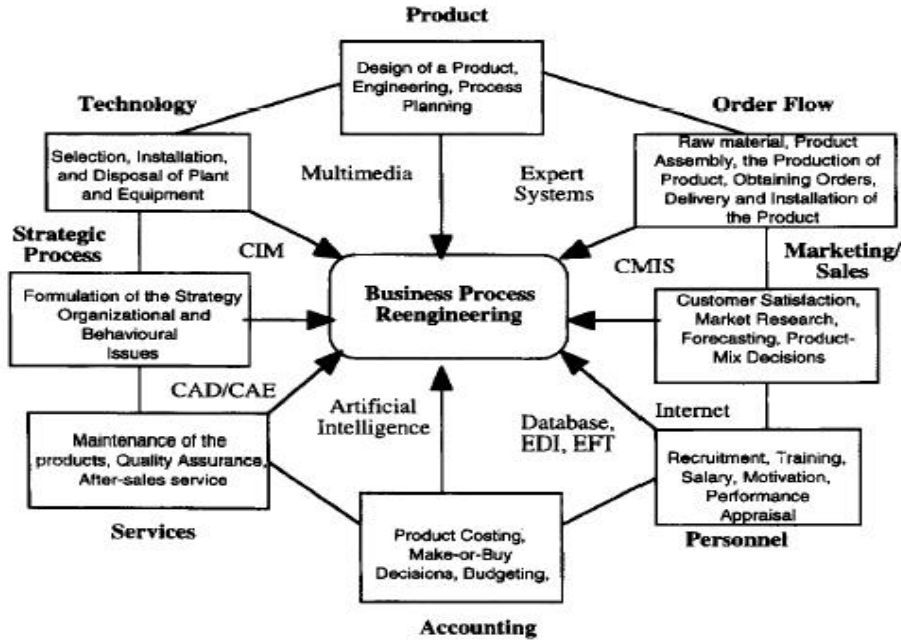 Product
Design of a Product,
Engineering, Process
Planning
Technology
Selection, Installation,
and Disposal of Plant
and Equipment
Multimedia
Expert
Systems
Order Flow
Raw material, Product
Assembly, the Production of
Product, Obtaining Orders,
Delivery and Installation of
the Product
Strategic
Process
CIM
CMIS
Marketing/
Sales
Formulation of the Strategy
Organizational and
Behavioural
Issues
Business Process
Reengineering
Customer Satisfaction,
Market Research,
Forecasting, Product-
Mix Decisions
CAD/CAE
Artificial
Intelligence
Database,
EDI, EFT
Internet
Maintenance of the
products, Quality Assurance,
After-sales service
Services
Recruitment, Training,
Salary, Motivation,
Performance
Appraisal
Personnel
Product Costing,
Make-or-Buy
Decisions, Budgeting,
Accounting